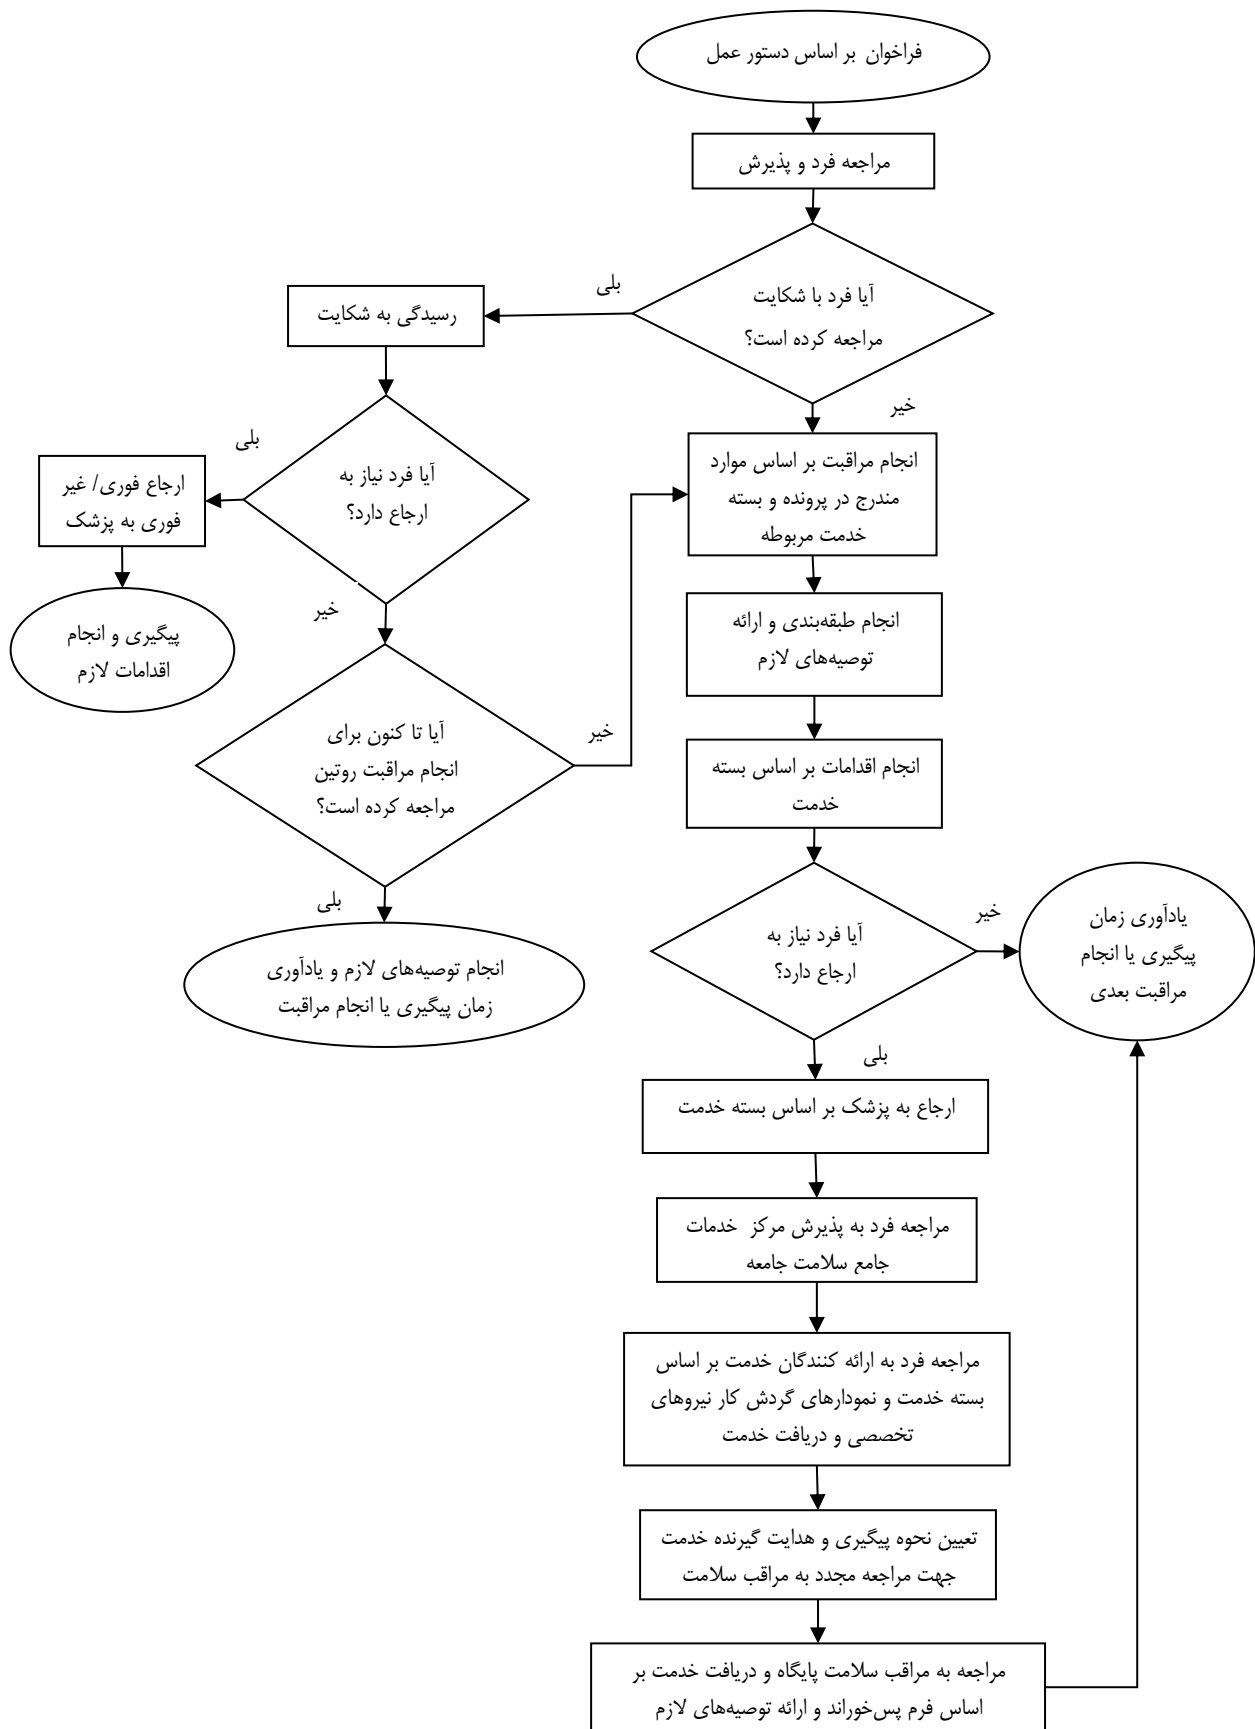 فراخوان بر اساس دستور عمل
مراجعه فرد و پذیرش
آیا فرد با شکایت
مراجعه کرده است؟
بلی
رسیدگی به شکایت
خیر
آیا فرد نیاز به
ارجاع دارد؟
بلی
ارجاع فوری/ غیر
فوری به پزشک
پیگیری و انجام
اقدامات لازم
خیر
آیا تا کنون برای
انجام مراقبت روتین
مراجعه کرده است؟
خیر
بلی
انجام توصیه‌های لازم و یادآوری
زمان پیگیری یا انجام مراقبت
انجام مراقبت بر اساس موارد
مندرج در پرونده و بسته
خدمت مربوطه
انجام طبقه‌بندی و ارائه
توصیه‌های لازم
انجام اقدامات بر اساس بسته
خدمت
آیا فرد نیاز به
ارجاع دارد؟
خیر
یادآوری زمان
پیگیری یا انجام
مراقبت بعدی
بلی
ارجاع به پزشک بر اساس بسته خدمت
مراجعه فرد به پذیرش مرکز خدمات
جامع سلامت جامعه
مراجعه فرد به ارائه کنندگان خدمت بر اساس
بسته خدمت و نمودارهای گردش کار نیروهای
تخصصی و دریافت خدمت
تعیین نحوه پیگیری و هدایت گیرنده خدمت
جهت مراجعه مجدد به مراقب سلامت
مراجعه به مراقب سلامت پایگاه و دریافت خدمت بر
اساس فرم پس‌خوراند و ارائه توصیه‌های لازم